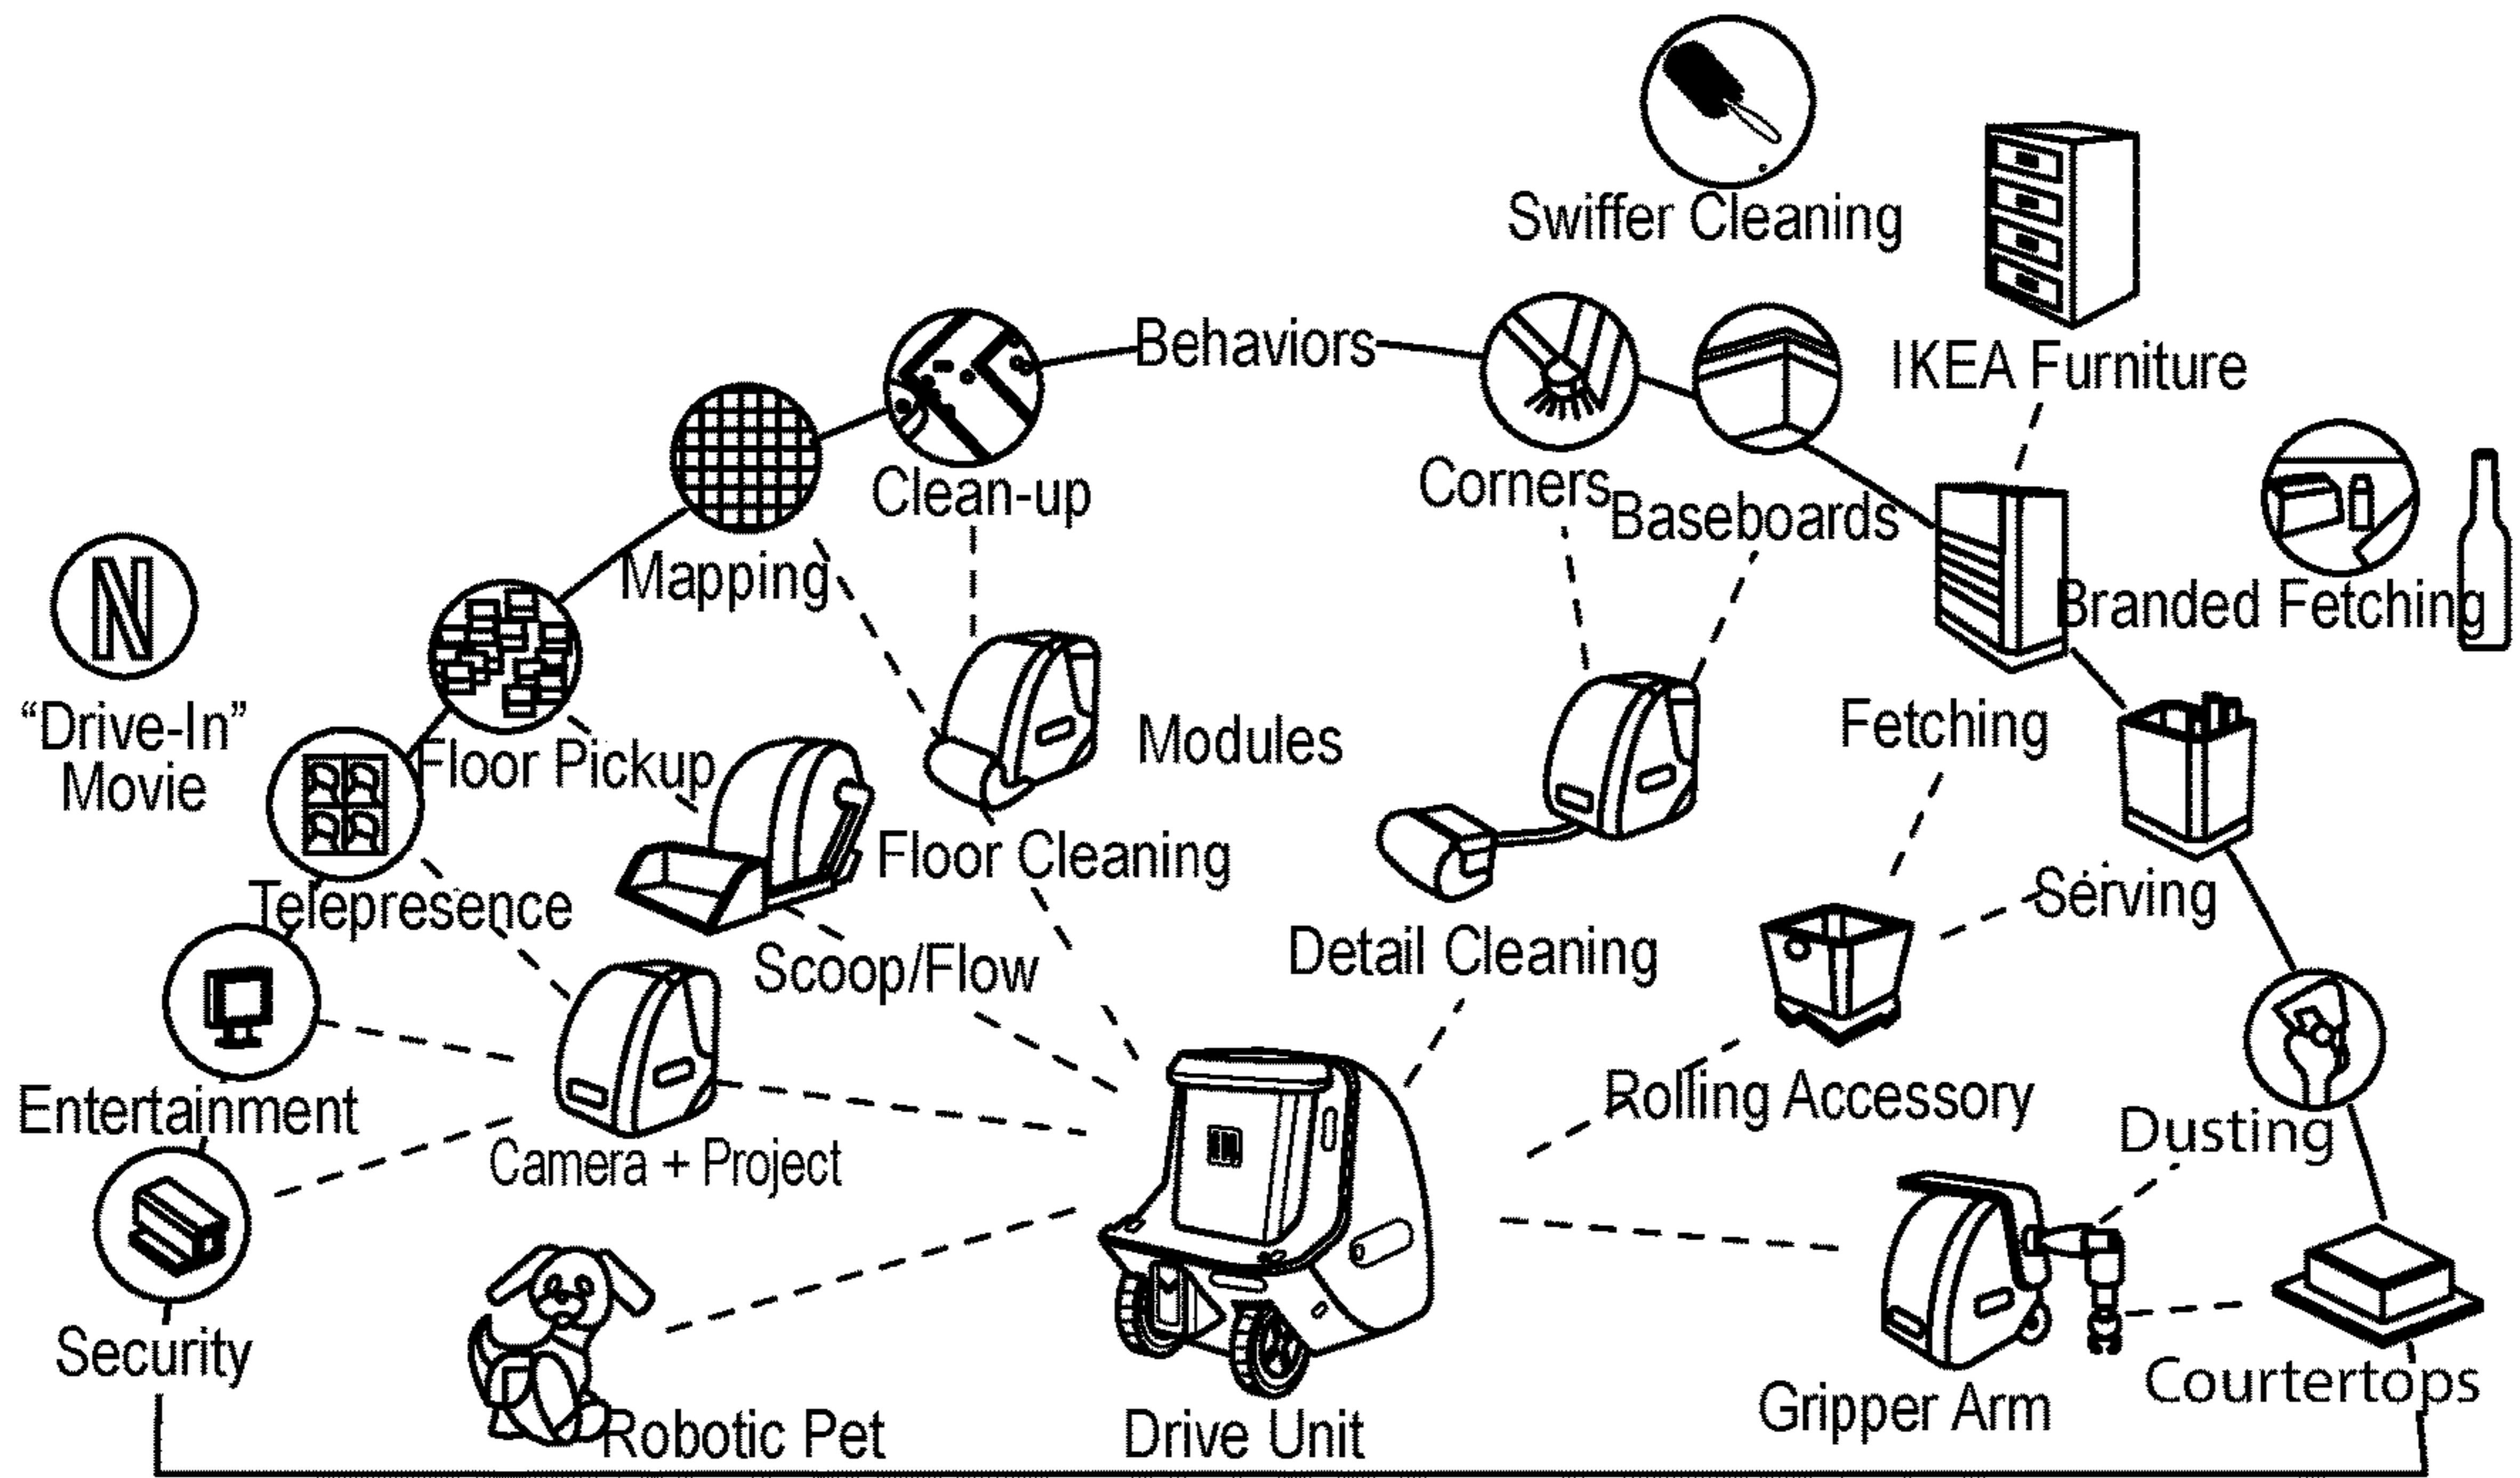 Swiffer Cleaning
Behaviors
IKEA Furniture
Clean-up
Corners
Baseboards
Mapping
Branded Fetching
N
"Drive-In"
Movie
Floor Pickup
Modules
Fetching
Telepresence
Floor Cleaning
Serving
Scoop/Flow
Detail Cleaning
Entertainment
Camera + Project
Rolling Accessory
Dusting
Security
Robotic Pet
Drive Unit
Gripper Arm
Courtertops